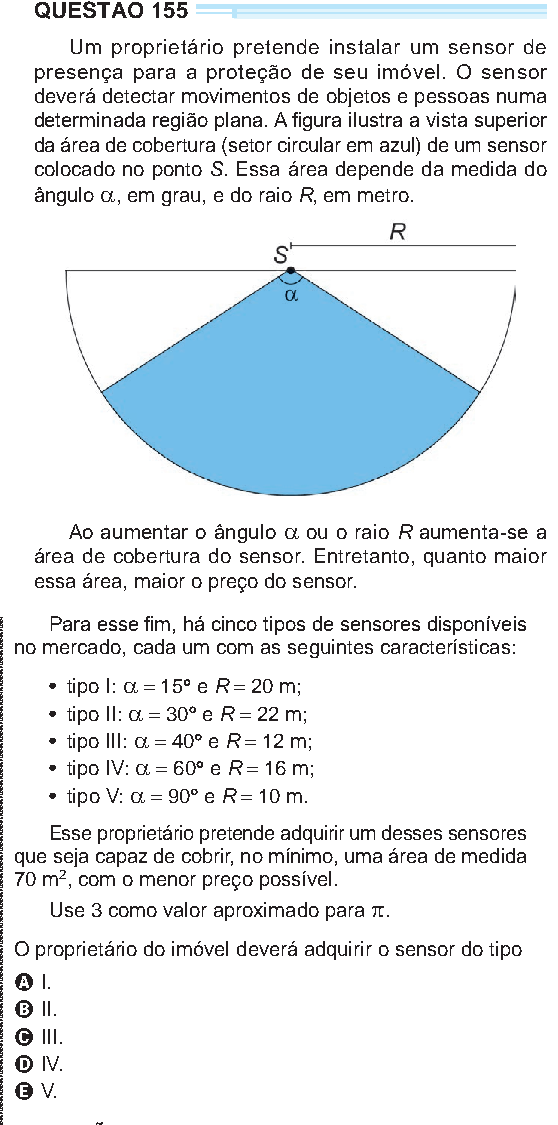 QUESTAO 155
Um proprietário pretende instalar um sensor de
presença para a proteção de seu imóvel. O sensor
deverá detectar movimentos de objetos e pessoas numa
determinada região plana. A figura ilustra a vista superior
da área de cobertura (setor circular em azul) de um sensor
colocado no ponto S. Essa área depende da medida do
ângulo α, em grau, e do raio R, em metro.
R
S
α
Ao aumentar o ângulo α ou o raio R aumenta-se a
área de cobertura do sensor. Entretanto, quanto maior
essa área, maior o preço do sensor.
Para esse fim, há cinco tipos de sensores disponíveis
no mercado, cada um com as seguintes características:
• tipo I: α = 15º e R = 20 m;
• tipo II: α = 30º e R = 22 m;
• tipo III: α = 40º e R = 12 m;
• tipo IV: α = 60º e R = 16 m;
• tipo V: α = 90º e R = 10 m.
Esse proprietário pretende adquirir um desses sensores
que seja capaz de cobrir, no mínimo, uma área de medida
70 m², com o menor preço possível.
Use 3 como valor aproximado para π.
O proprietário do imóvel deverá adquirir o sensor do tipo
A I.
B II.
C III.
D IV.
E V.